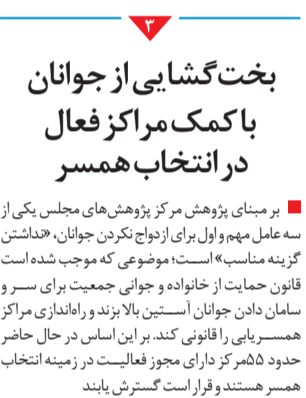 ۳
بخت‌گشایی از جوانان
با کمک مراکز فعال
در انتخاب همسر
بر مبنای پژوهش مرکز پژوهش‌های مجلس یکی از
سه عامل مهم و اول برای ازدواج نکردن جوانان، «نداشتن
گزینه مناسب» است؛ موضوعی که موجب شده است
قانون حمایت از خانواده و جوانی جمعیت برای سر و
سامان دادن جوانان آستین بالا بزند و راه‌اندازی مراکز
همسریابی را قانونی کند. بر این اساس در حال حاضر
حدود ۵۵مرکز دارای مجوز فعالیت در زمینه انتخاب
همسر هستند و قرار است گسترش یابند